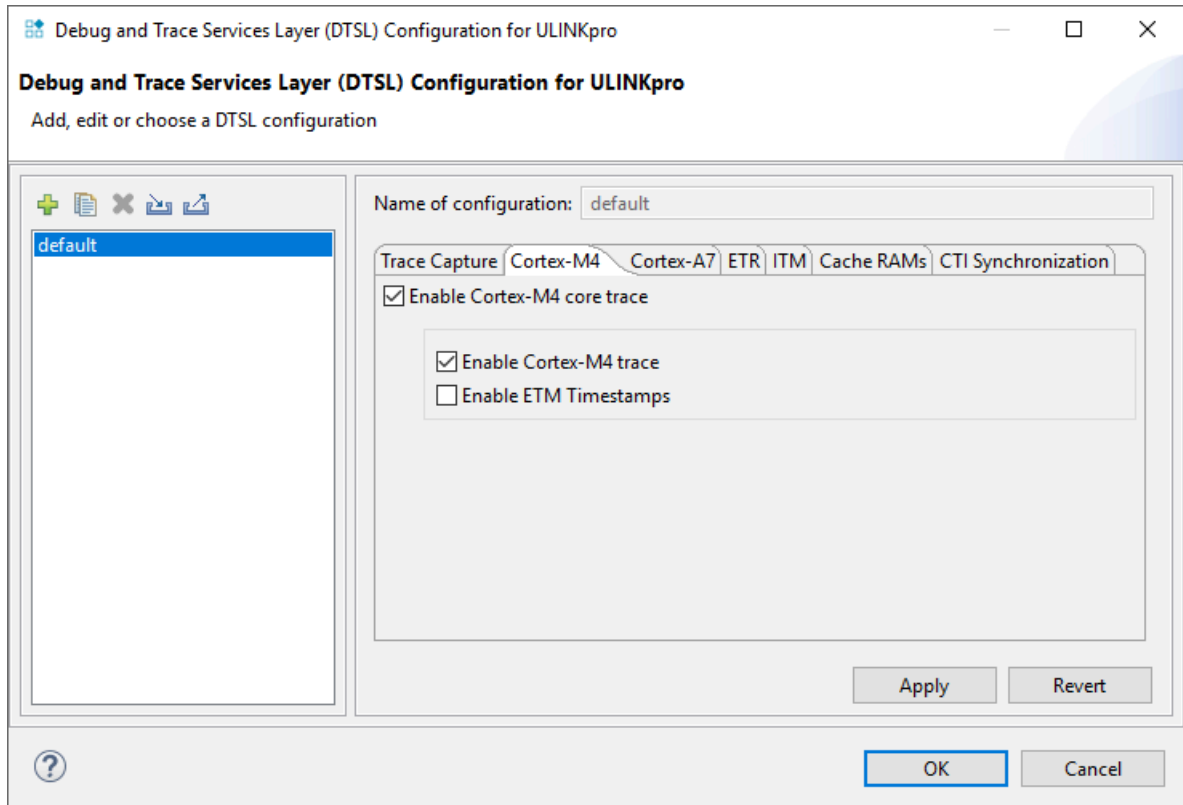 Debug and Trace Services Layer (DTSL) Configuration for ULINKpro
Debug and Trace Services Layer (DTSL) Configuration for ULINKpro
Add, edit or choose a DTSL configuration
default
Name of configuration: default
Trace Capture Cortex-M4 Cortex-A7 ETR ITM Cache RAMs CTI Synchronization
Enable Cortex-M4 core trace
Enable Cortex-M4 trace
Enable ETM Timestamps
Apply Revert
OK Cancel